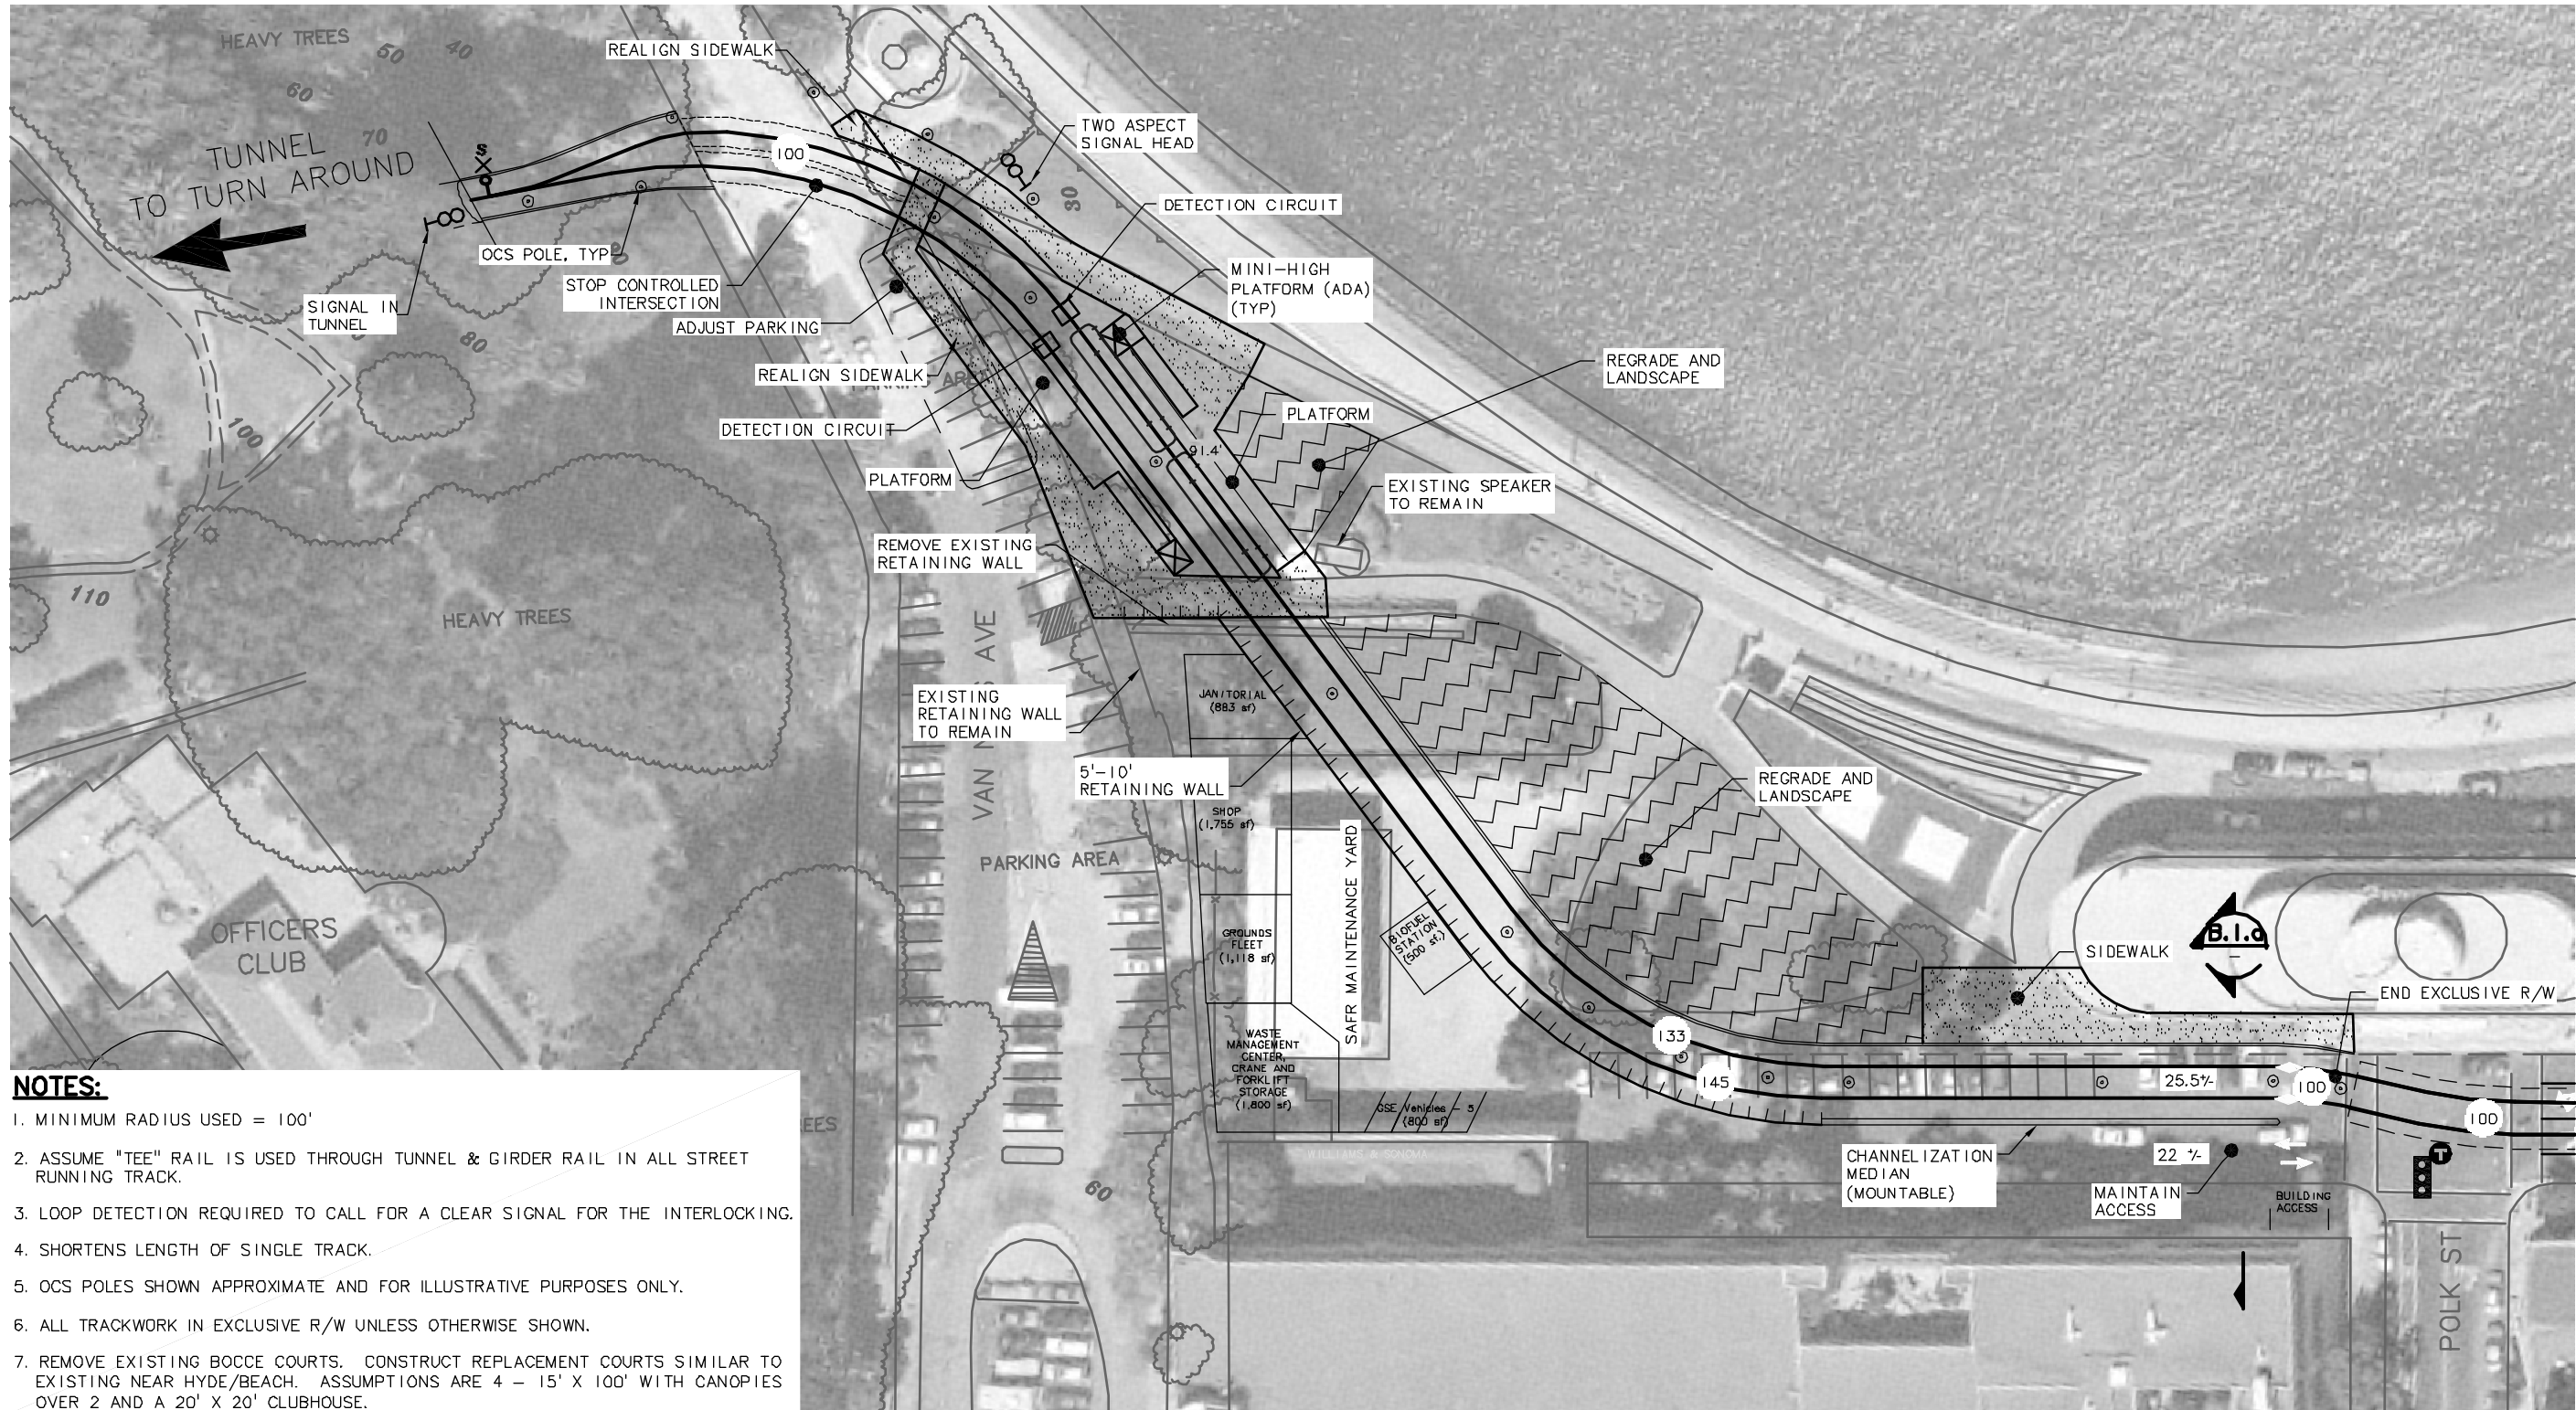 HEAVY TREES
50
40
60
70
TUNNEL
TO TURN AROUND
REALIGN SIDEWALK
100
S
TWO ASPECT
SIGNAL HEAD
30
DETECTION CIRCUIT
OCS POLE, TYP
STOP CONTROLLED
INTERSECTION
SIGNAL IN
TUNNEL
ADJUST PARKING
MINI-HIGH
PLATFORM (ADA)
(TYP)
80
REALIGN SIDEWALK
REGRADE AND
LANDSCAPE
PLATFORM
DETECTION CIRCUIT
100
91.4'
PLATFORM
EXISTING SPEAKER
TO REMAIN
REMOVE EXISTING
RETAINING WALL
110
HEAVY TREES
VAN NESS AVE
EXISTING
RETAINING WALL
TO REMAIN
JANITORIAL
(883 sf)
5'-10'
RETAINING WALL
REGRADE AND
LANDSCAPE
SHOP
(1,755 sf)
SAFR MAINTENANCE YARD
PARKING AREA
OFFICERS
CLUB
GROUNDS
FLEET
(1,118 sf)
BIOFUEL
STATION
(500 sf.)
B.1.a
SIDEWALK
END EXCLUSIVE R/W
WASTE
MANAGEMENT
CENTER,
CRANE AND
FORKLIFT
STORAGE
(1,800 sf)
133
145
25.5'+/-
100
100
GSE Vehicles - 5
(800 sf)
WILLIAMS & SONOMA
CHANNELIZATION
MEDIAN
(MOUNTABLE)
22 +/-
MAINTAIN
ACCESS
BUILDING
ACCESS
T
POLK ST
60
NOTES:
1. MINIMUM RADIUS USED = 100'
2. ASSUME "TEE" RAIL IS USED THROUGH TUNNEL & GIRDER RAIL IN ALL STREET
RUNNING TRACK.
3. LOOP DETECTION REQUIRED TO CALL FOR A CLEAR SIGNAL FOR THE INTERLOCKING.
4. SHORTENS LENGTH OF SINGLE TRACK.
5. OCS POLES SHOWN APPROXIMATE AND FOR ILLUSTRATIVE PURPOSES ONLY.
6. ALL TRACKWORK IN EXCLUSIVE R/W UNLESS OTHERWISE SHOWN.
7. REMOVE EXISTING BOCCE COURTS. CONSTRUCT REPLACEMENT COURTS SIMILAR TO
EXISTING NEAR HYDE/BEACH. ASSUMPTIONS ARE 4 - 15' X 100' WITH CANOPIES
OVER 2 AND A 20' X 20' CLUBHOUSE.